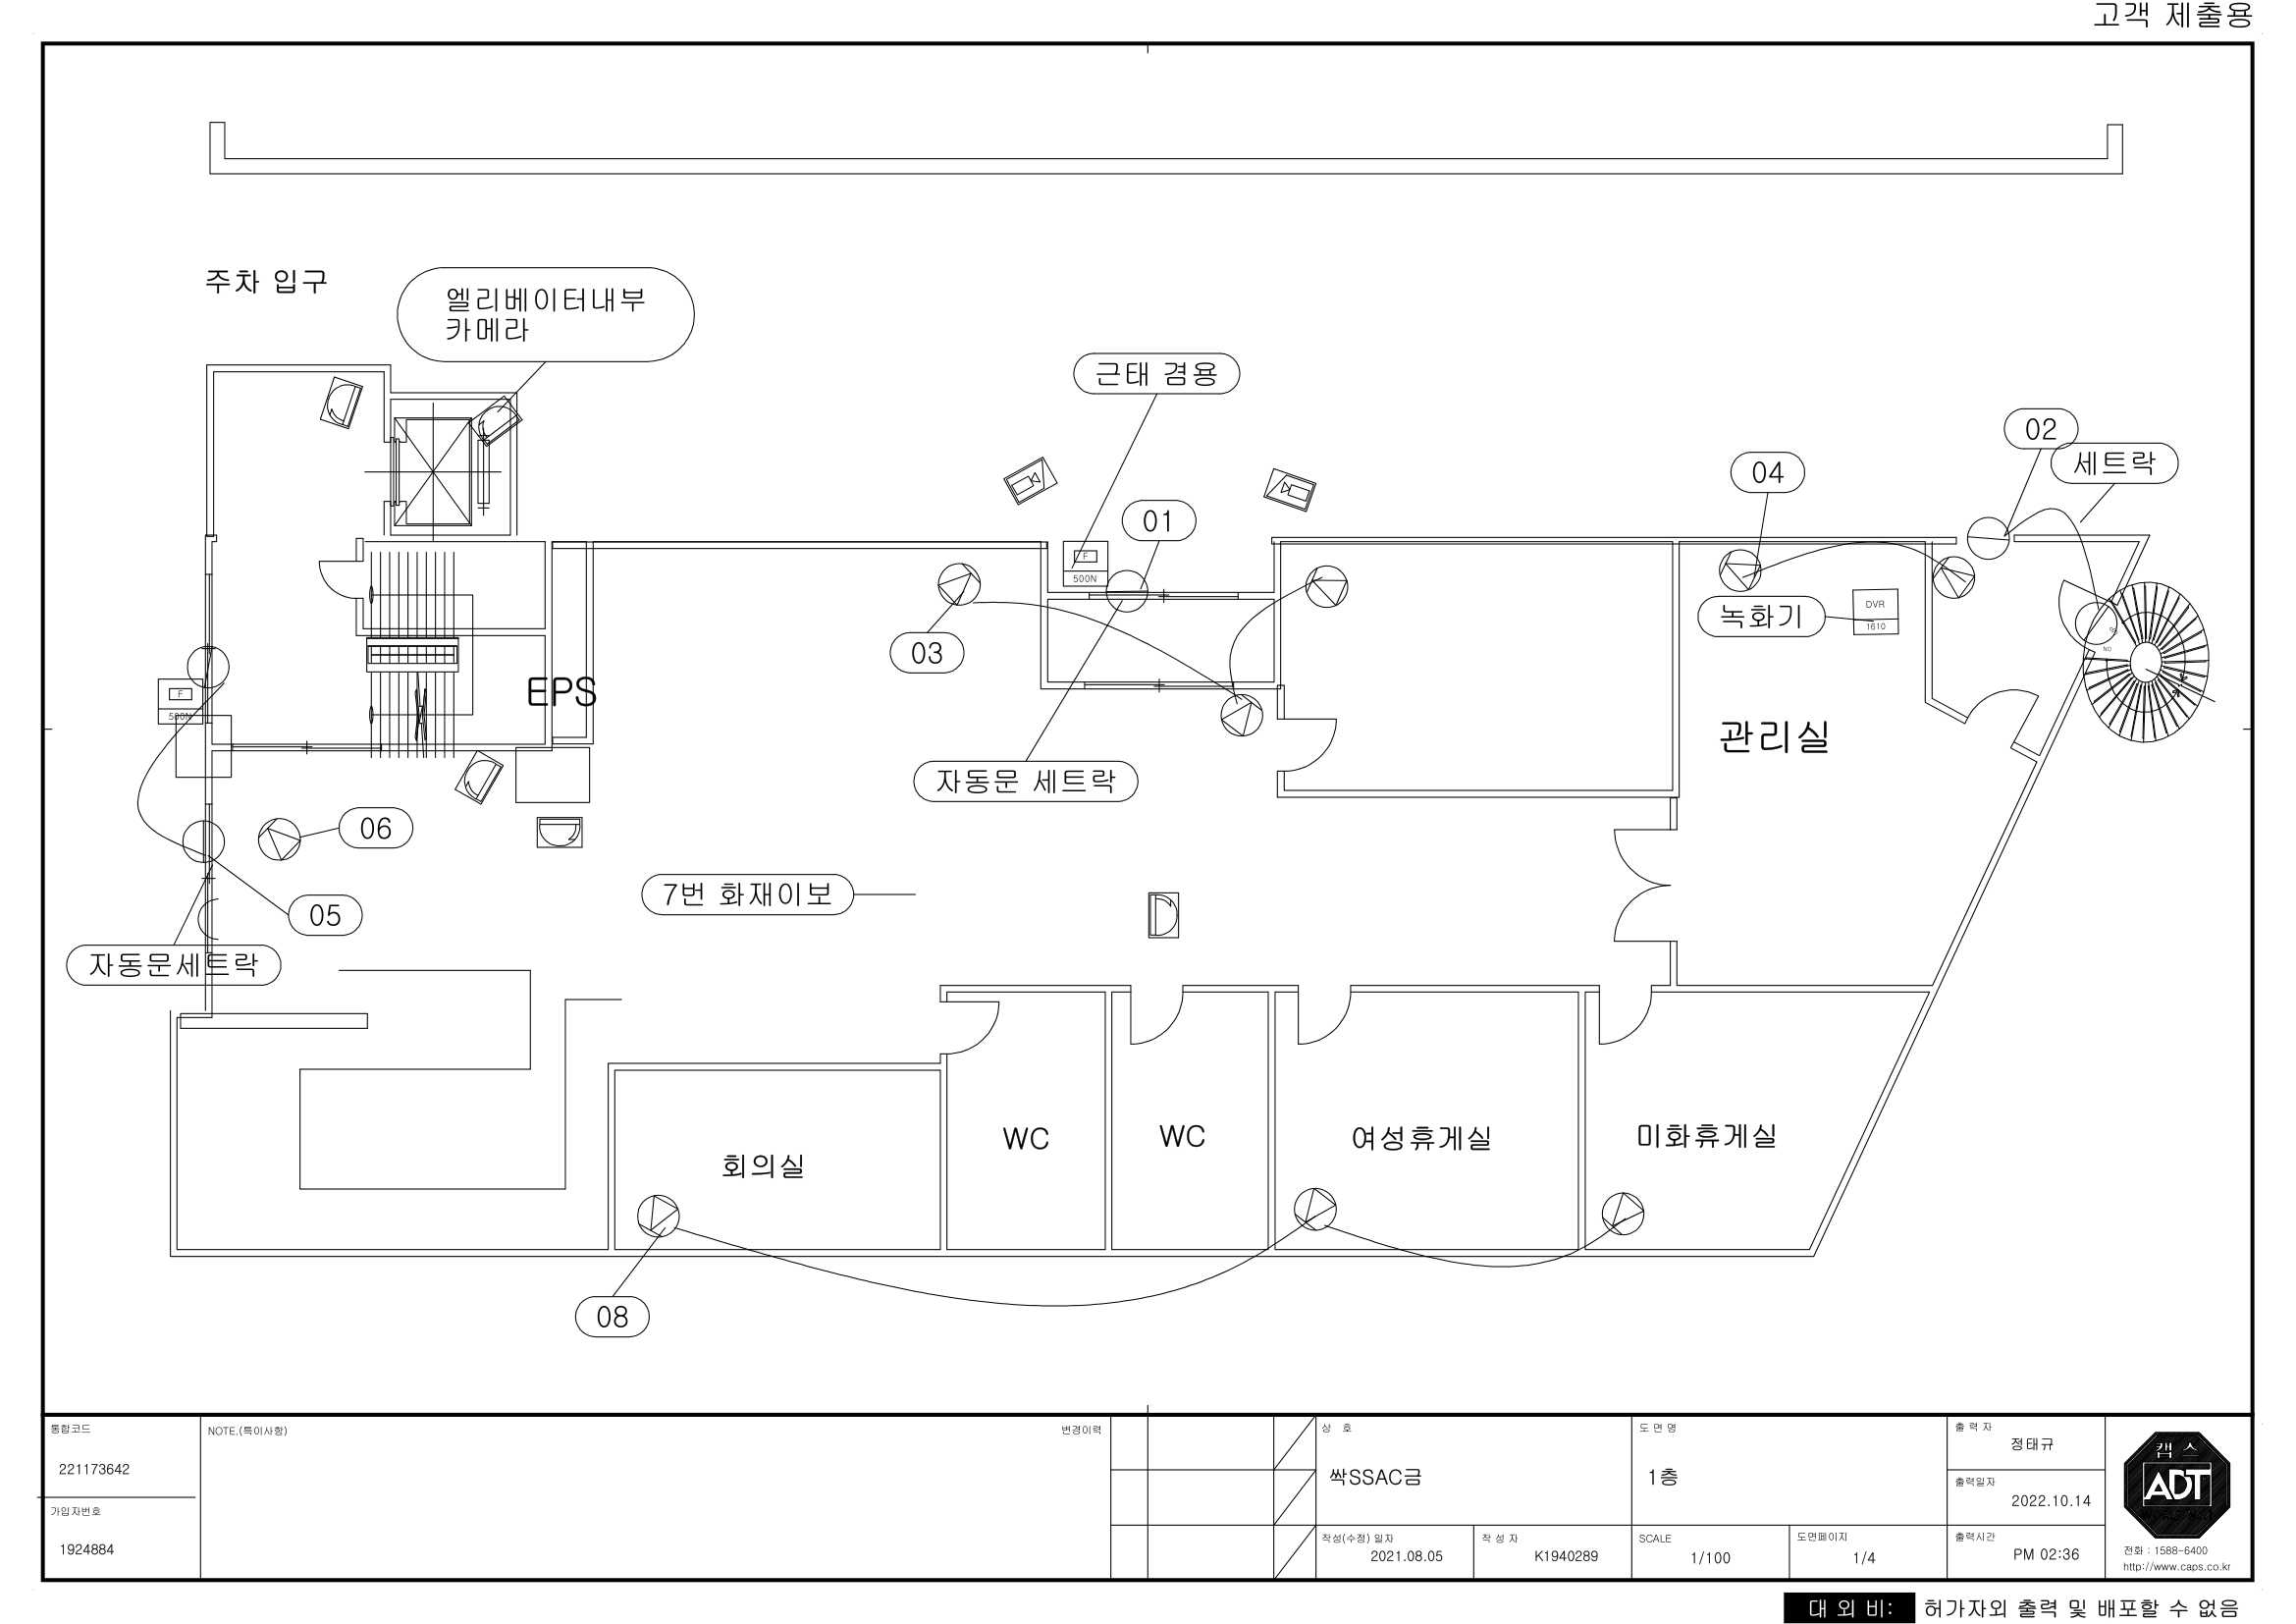 고객 제출용
주차 입구
엘리베이터내부
카메라
근태 겸용
02
세트락
04
01
F
500N
DVR
1610
녹화기
03
NO
F
500N
EPS
관리실
자동문 세트락
06
7번 화재이보
05
자동문세트락
WC
WC
여성휴게실
미화휴게실
회의실
08
통합코드
221173642
가입자번호
1924884
NOTE.(특이사항)
변경이력
상 호
싹SSAC금
도 면 명
1층
출 력 자
정태규
출력일자
2022.10.14
작성(수정) 일자
2021.08.05
작 성 자
K1940289
SCALE
1/100
도면페이지
1/4
출력시간
PM 02:36
캡스
ADT
전화 : 1588-6400
http://www.caps.co.kr
대 외 비: 허가자외 출력 및 배포할 수 없음